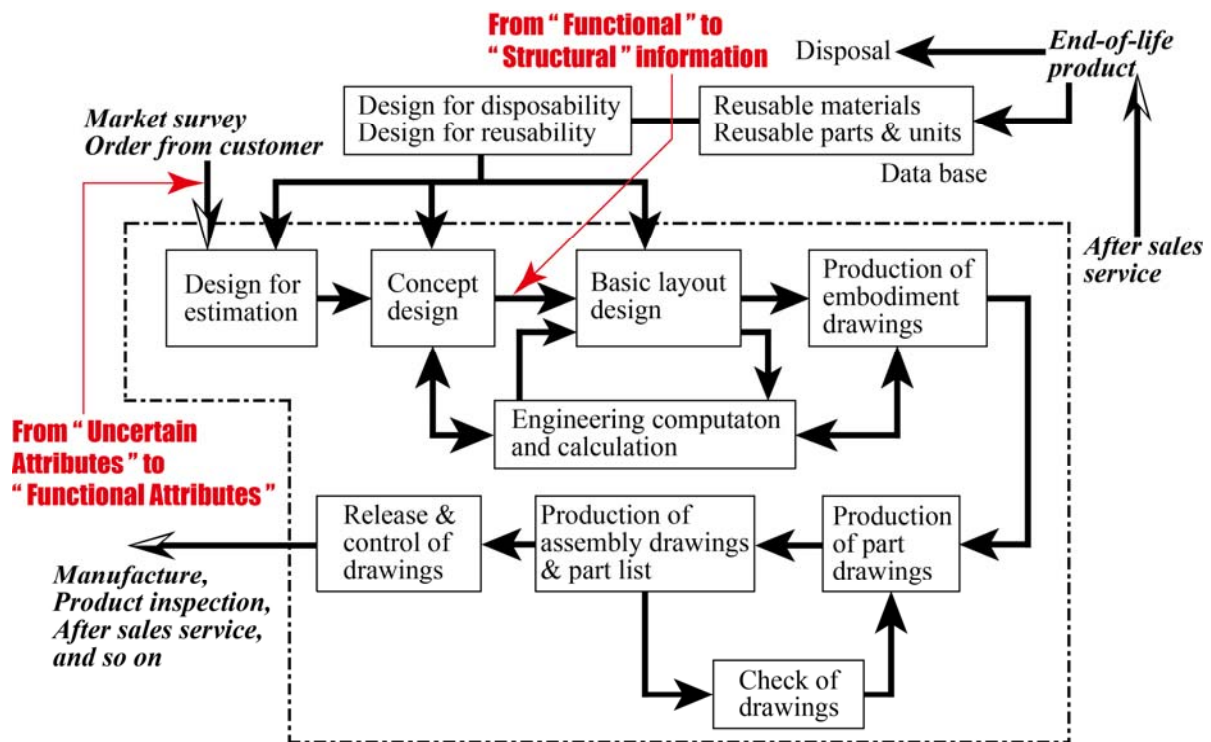 From “ Functional ” to
“ Structural ” information
Disposal
End-of-life
product
Market survey
Order from customer
Design for disposability
Design for reusability
Reusable materials
Reusable parts & units
Data base
After sales
service
Design for
estimation
Concept
design
Basic layout
design
Production of
embodiment
drawings
Engineering computaton
and calculation
From “ Uncertain
Attributes ” to
“ Functional Attributes ”
Release &
control of
drawings
Production of
assembly drawings
& part list
Production
of part
drawings
Manufacture,
Product inspection,
After sales service,
and so on
Check of
drawings